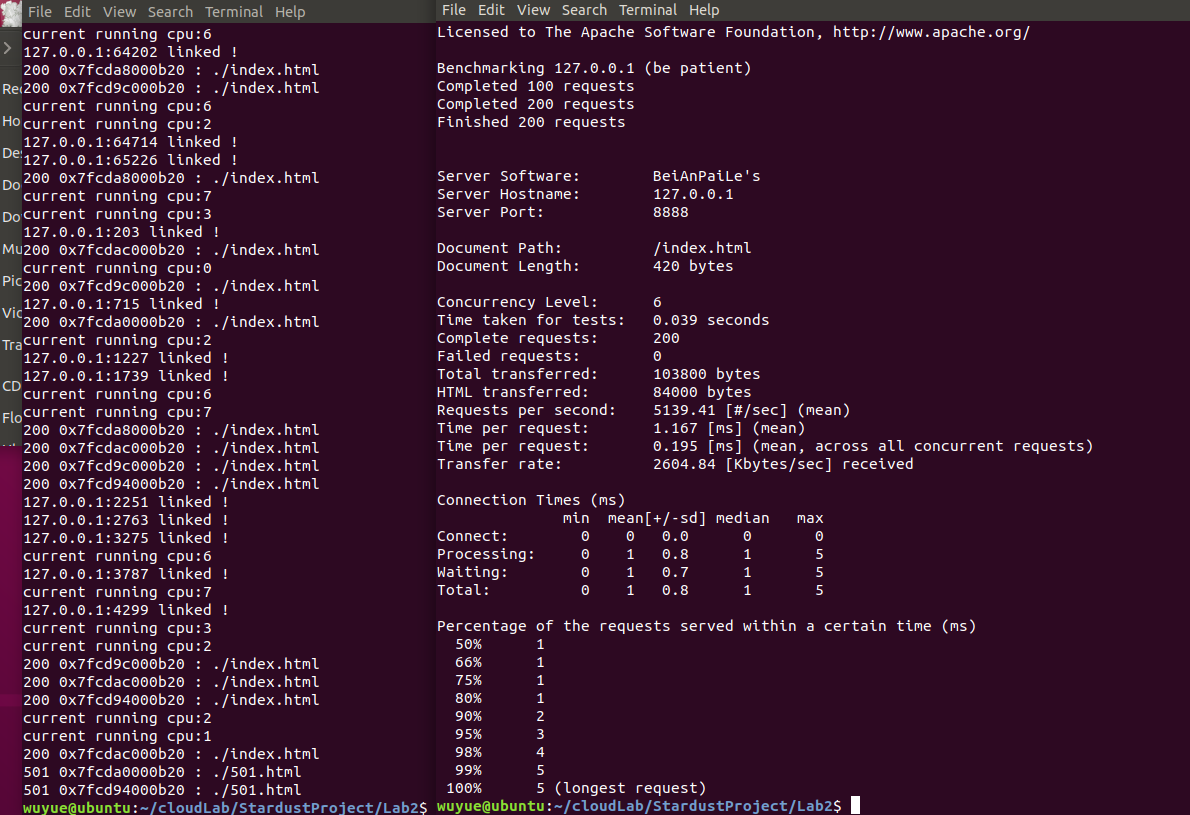 File Edit View Search Terminal Help
current running cpu:6
127.0.0.1:64202 linked !
200 0x7fcda8000b20 : ./index.html
200 0x7fcd9c000b20 : ./index.html
current running cpu:6
current running cpu:2
127.0.0.1:64714 linked !
127.0.0.1:65226 linked !
200 0x7fcda8000b20 : ./index.html
current running cpu:7
current running cpu:3
127.0.0.1:203 linked !
200 0x7fcdac000b20 : ./index.html
current running cpu:0
200 0x7fcd9c000b20 : ./index.html
127.0.0.1:715 linked !
200 0x7fcda0000b20 : ./index.html
current running cpu:2
127.0.0.1:1227 linked !
127.0.0.1:1739 linked !
current running cpu:6
current running cpu:7
200 0x7fcda8000b20 : ./index.html
200 0x7fcdac000b20 : ./index.html
200 0x7fcd9c000b20 : ./index.html
200 0x7fcd94000b20 : ./index.html
127.0.0.1:2251 linked !
127.0.0.1:2763 linked !
127.0.0.1:3275 linked !
current running cpu:6
127.0.0.1:3787 linked !
current running cpu:7
127.0.0.1:4299 linked !
current running cpu:3
current running cpu:2
200 0x7fcd9c000b20 : ./index.html
200 0x7fcdac000b20 : ./index.html
200 0x7fcd94000b20 : ./index.html
current running cpu:2
current running cpu:1
200 0x7fcdac000b20 : ./index.html
501 0x7fcda0000b20 : ./501.html
501 0x7fcd94000b20 : ./501.html
wuyue@ubuntu:~/cloudLab/StardustProject/Lab2$
File Edit View Search Terminal Help
Licensed to The Apache Software Foundation, http://www.apache.org/
Benchmarking 127.0.0.1 (be patient)
Completed 100 requests
Completed 200 requests
Finished 200 requests
Server Software: BeiAnPaiLe's
Server Hostname: 127.0.0.1
Server Port: 8888
Document Path: /index.html
Document Length: 420 bytes
Concurrency Level: 6
Time taken for tests: 0.039 seconds
Complete requests: 200
Failed requests: 0
Total transferred: 103800 bytes
HTML transferred: 84000 bytes
Requests per second: 5139.41 [#/sec] (mean)
Time per request: 1.167 [ms] (mean)
Time per request: 0.195 [ms] (mean, across all concurrent requests)
Transfer rate: 2604.84 [Kbytes/sec] received
Connection Times (ms)
min mean[+/-sd] median max
Connect: 0 0 0.0 0 0
Processing: 0 1 0.8 1 5
Waiting: 0 1 0.7 1 5
Total: 0 1 0.8 1 5
Percentage of the requests served within a certain time (ms)
50% 1
66% 1
75% 1
80% 1
90% 2
95% 3
98% 4
99% 5
100% 5 (longest request)
wuyue@ubuntu:~/cloudLab/StardustProject/Lab2$